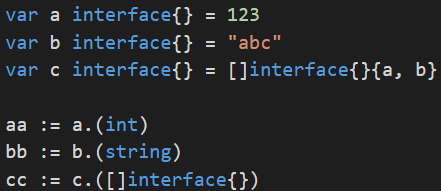 var a interface{} = 123
var b interface{} = "abc"
var c interface{} = []interface{}{a, b}
aa := a.(int)
bb := b.(string)
cc := c.([]interface{})